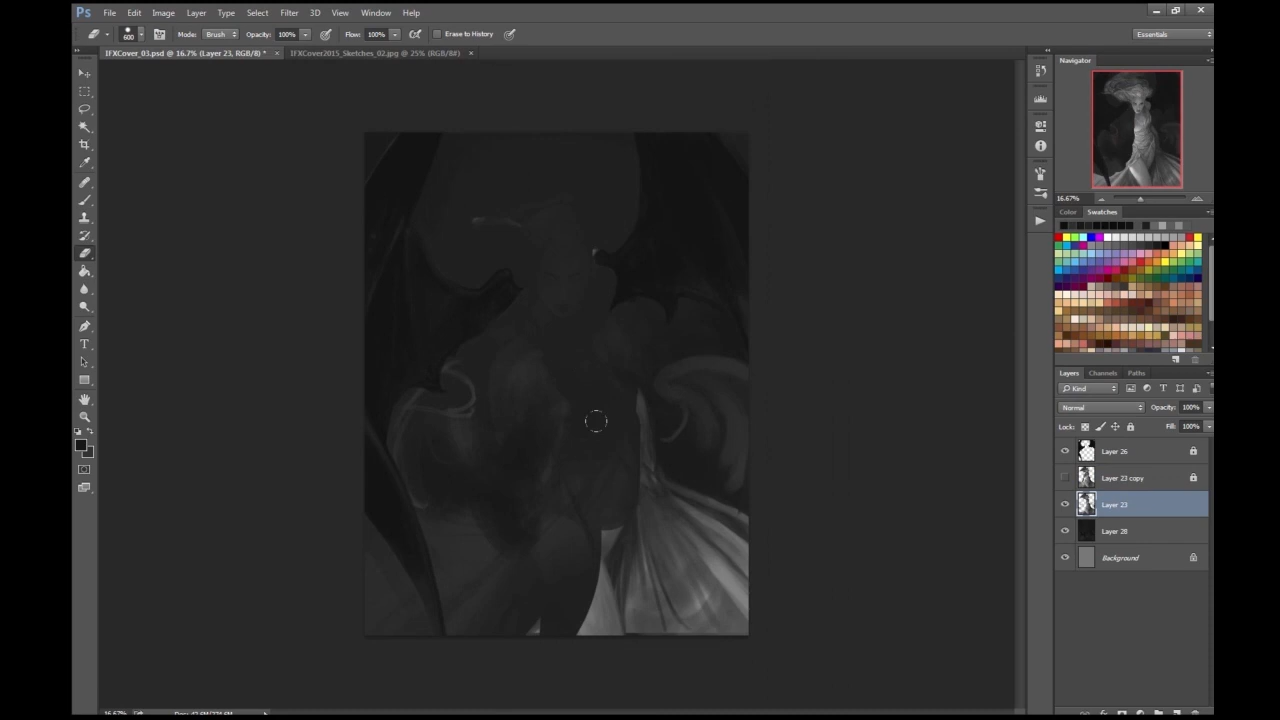 Ps File Edit Image Layer Type Select Filter 3D View Window Help
600 Mode: Brush Opacity: 100% Flow: 100% Erase to History Essentials
IFXCover_03.psd @ 16.7% (Layer 23, RGB/8) * × IFXCover2015_Sketches_02.jpg @ 25% (RGB/8#) ×
Navigator
16.67%
Color Swatches
Layers Channels Paths
Kind
Normal Opacity: 100%
Lock: Fill: 100%
Layer 26
Layer 23 copy
Layer 23
Layer 28
Background
16.67%